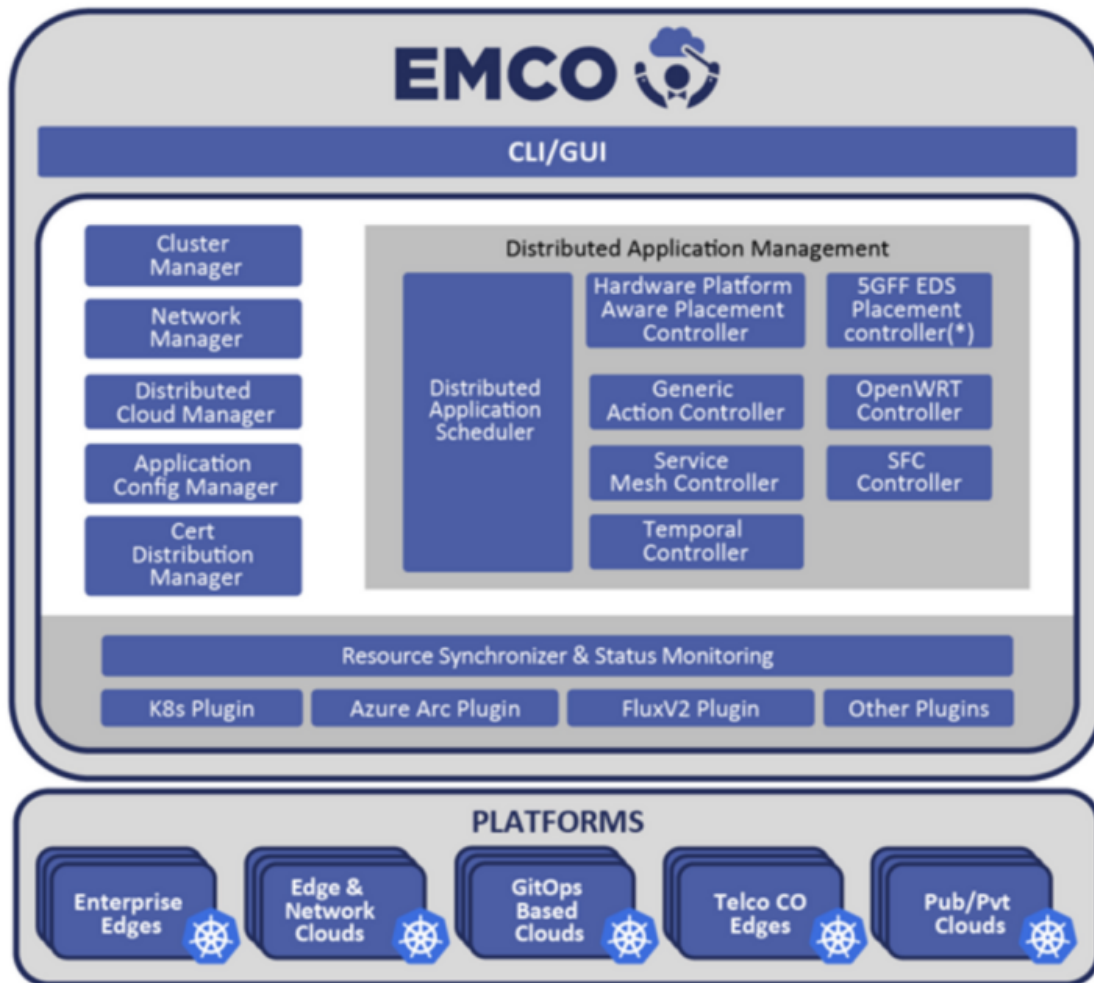 EMCO
CLI/GUI
Cluster
Manager
Network
Manager
Distributed
Cloud Manager
Application
Config Manager
Cert
Distribution
Manager
Distributed Application Management
Distributed
Application
Scheduler
Hardware Platform
Aware Placement
Controller
5GFF EDS
Placement
controller(*)
Generic
Action Controller
OpenWRT
Controller
Service
Mesh Controller
SFC
Controller
Temporal
Controller
Resource Synchronizer & Status Monitoring
K8s Plugin
Azure Arc Plugin
FluxV2 Plugin
Other Plugins
PLATFORMS
Enterprise
Edges
Edge &
Network
Clouds
GitOps
Based
Clouds
Telco CO
Edges
Pub/Pvt
Clouds